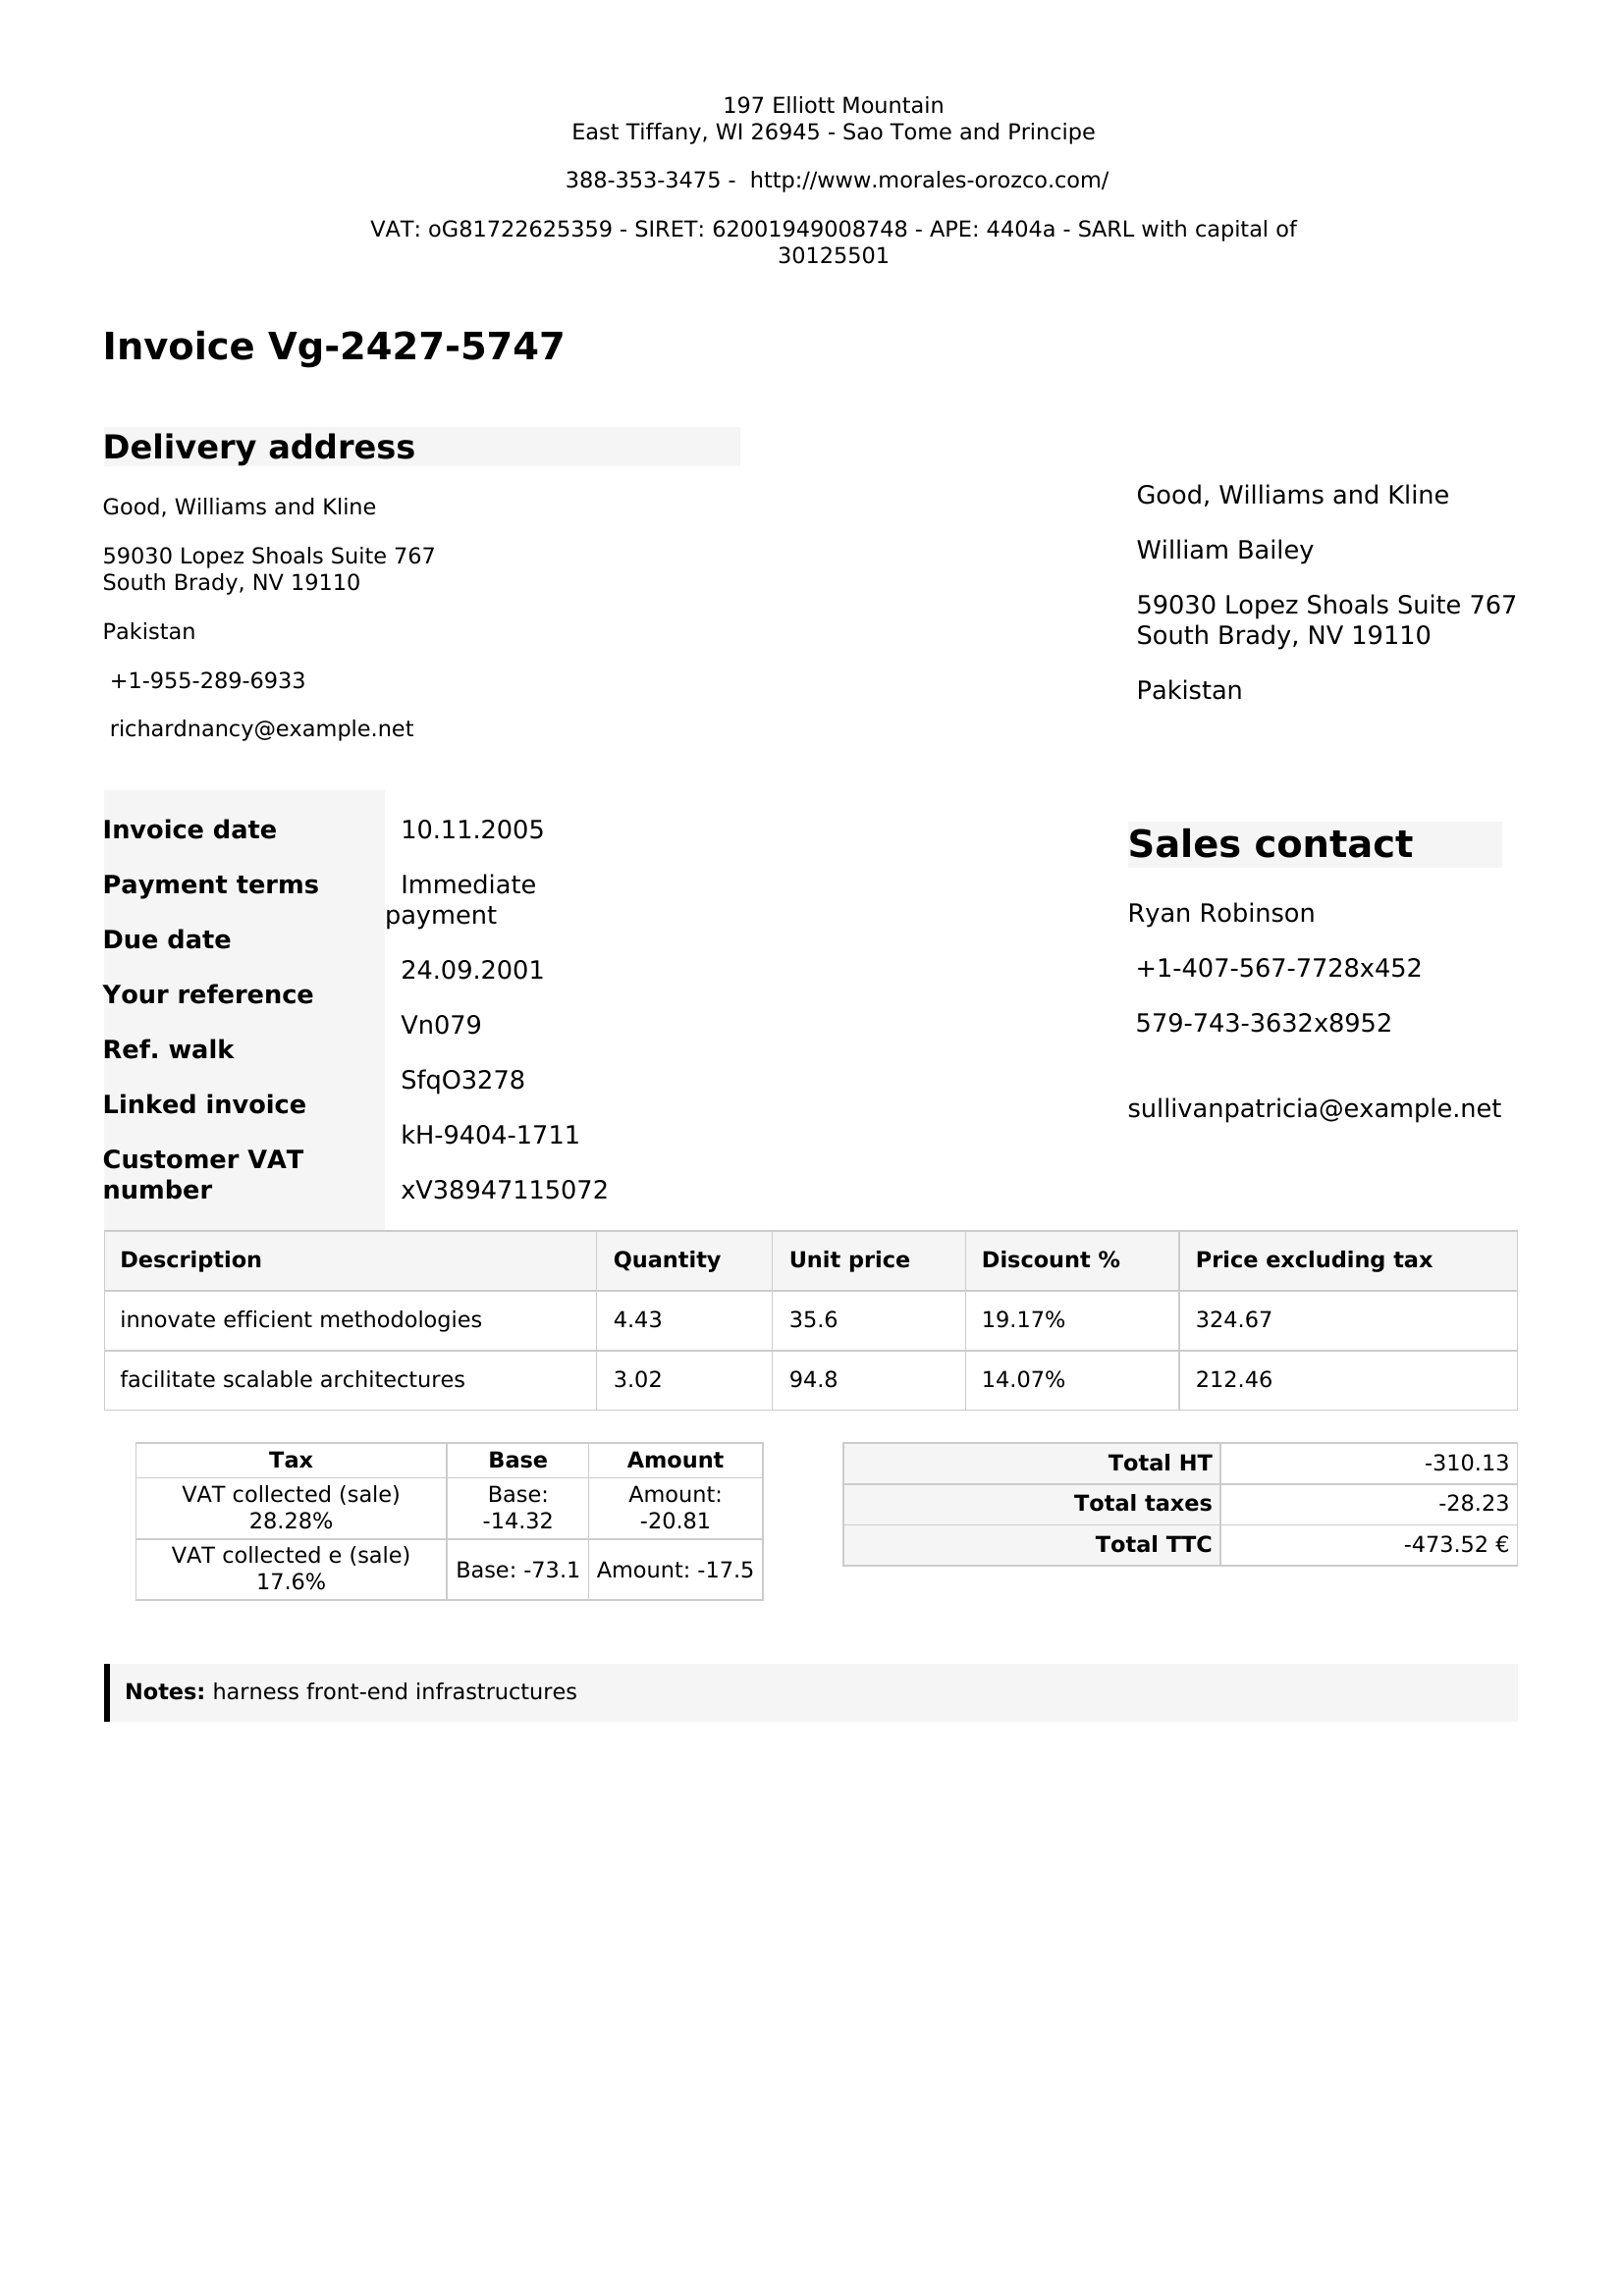 197 Elliott Mountain
East Tiffany, WI 26945 - Sao Tome and Principe
388-353-3475 -  http://www.morales-orozco.com/
VAT: oG81722625359 - SIRET: 62001949008748 - APE: 4404a - SARL with capital of
30125501
Invoice Vg-2427-5747
Delivery address
Good, Williams and Kline
59030 Lopez Shoals Suite 767
South Brady, NV 19110
Pakistan
+1-955-289-6933
richardnancy@example.net
Good, Williams and Kline
William Bailey
59030 Lopez Shoals Suite 767
South Brady, NV 19110
Pakistan
Invoice date
Payment terms
Due date
Your reference
Ref. walk
Linked invoice
Customer VAT
number
10.11.2005
Immediate
payment
24.09.2001
Vn079
SfqO3278
kH-9404-1711
xV38947115072
Sales contact
Ryan Robinson
+1-407-567-7728x452
579-743-3632x8952
sullivanpatricia@example.net
Description Quantity Unit price Discount % Price excluding tax
innovate efficient methodologies 4.43 35.6 19.17% 324.67
facilitate scalable architectures 3.02 94.8 14.07% 212.46
Tax Base Amount
VAT collected (sale)
28.28%
Base:
-14.32
Amount:
-20.81
VAT collected e (sale)
17.6%
Base: -73.1
Amount: -17.5
Total HT -310.13
Total taxes -28.23
Total TTC -473.52 €
Notes: harness front-end infrastructures